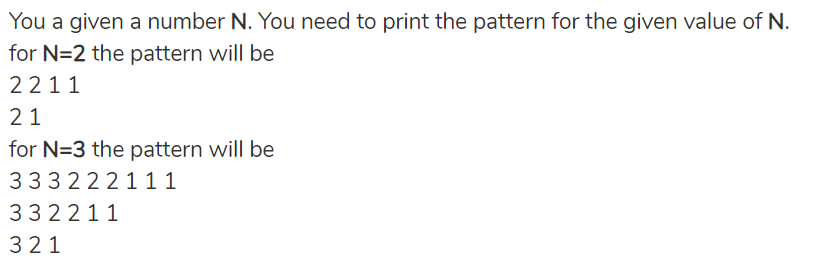 You a given a number N. You need to print the pattern for the given value of N.
for N=2 the pattern will be
2 2 1 1
2 1
for N=3 the pattern will be
3 3 3 2 2 2 1 1 1
3 3 2 2 1 1
3 2 1